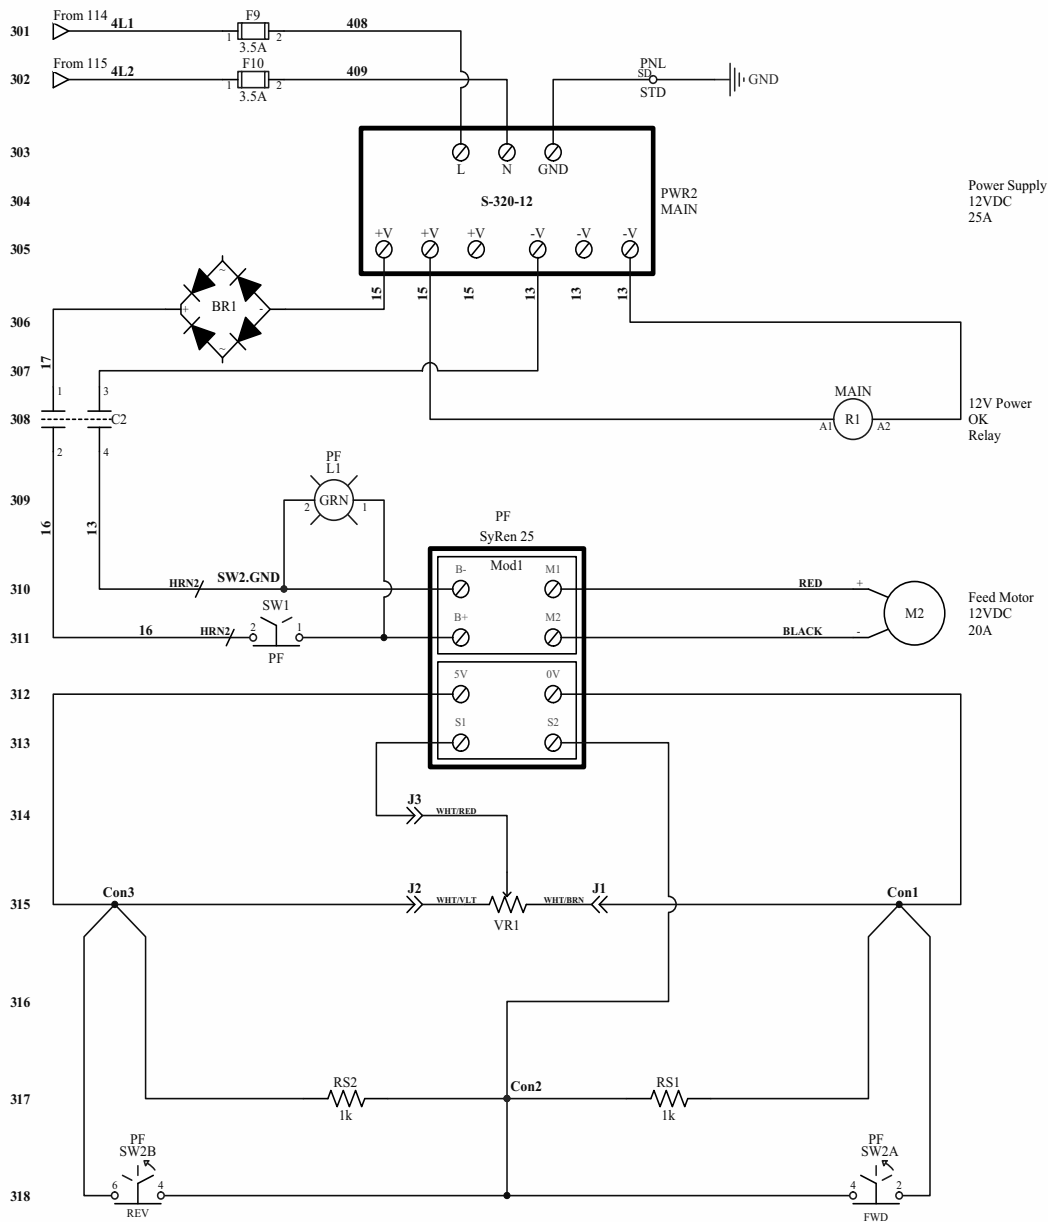 From 114
4L1
F9
408
301
1
2
3.5A
From 115
4L2
F10
409
PNL
302
1
2
SD
GND
3.5A
STD
303
L
N
GND
304
S-320-12
PWR2
MAIN
Power Supply
12VDC
25A
+V
+V
+V
-V
-V
-V
305
15
15
15
13
13
13
~
+
BR1
-
~
306
17
307
1
3
MAIN
308
C2
A1
R1
A2
12V Power
OK
Relay
2
4
PF
L1
309
2
GRN
1
16
13
PF
SyRen 25
Mod1
310
HRN2
SW2.GND
B-
M1
RED
+
SW1
M2
Feed Motor
12VDC
20A
311
16
HRN2
2
1
B+
M2
BLACK
-
PF
312
5V
0V
313
S1
S2
314
J3
WHT/RED
Con3
J2
J1
Con1
315
WHT/VLT
WHT/BRN
VR1
316
RS2
Con2
RS1
317
1k
1k
PF
SW2B
PF
SW2A
318
6
4
4
2
REV
FWD